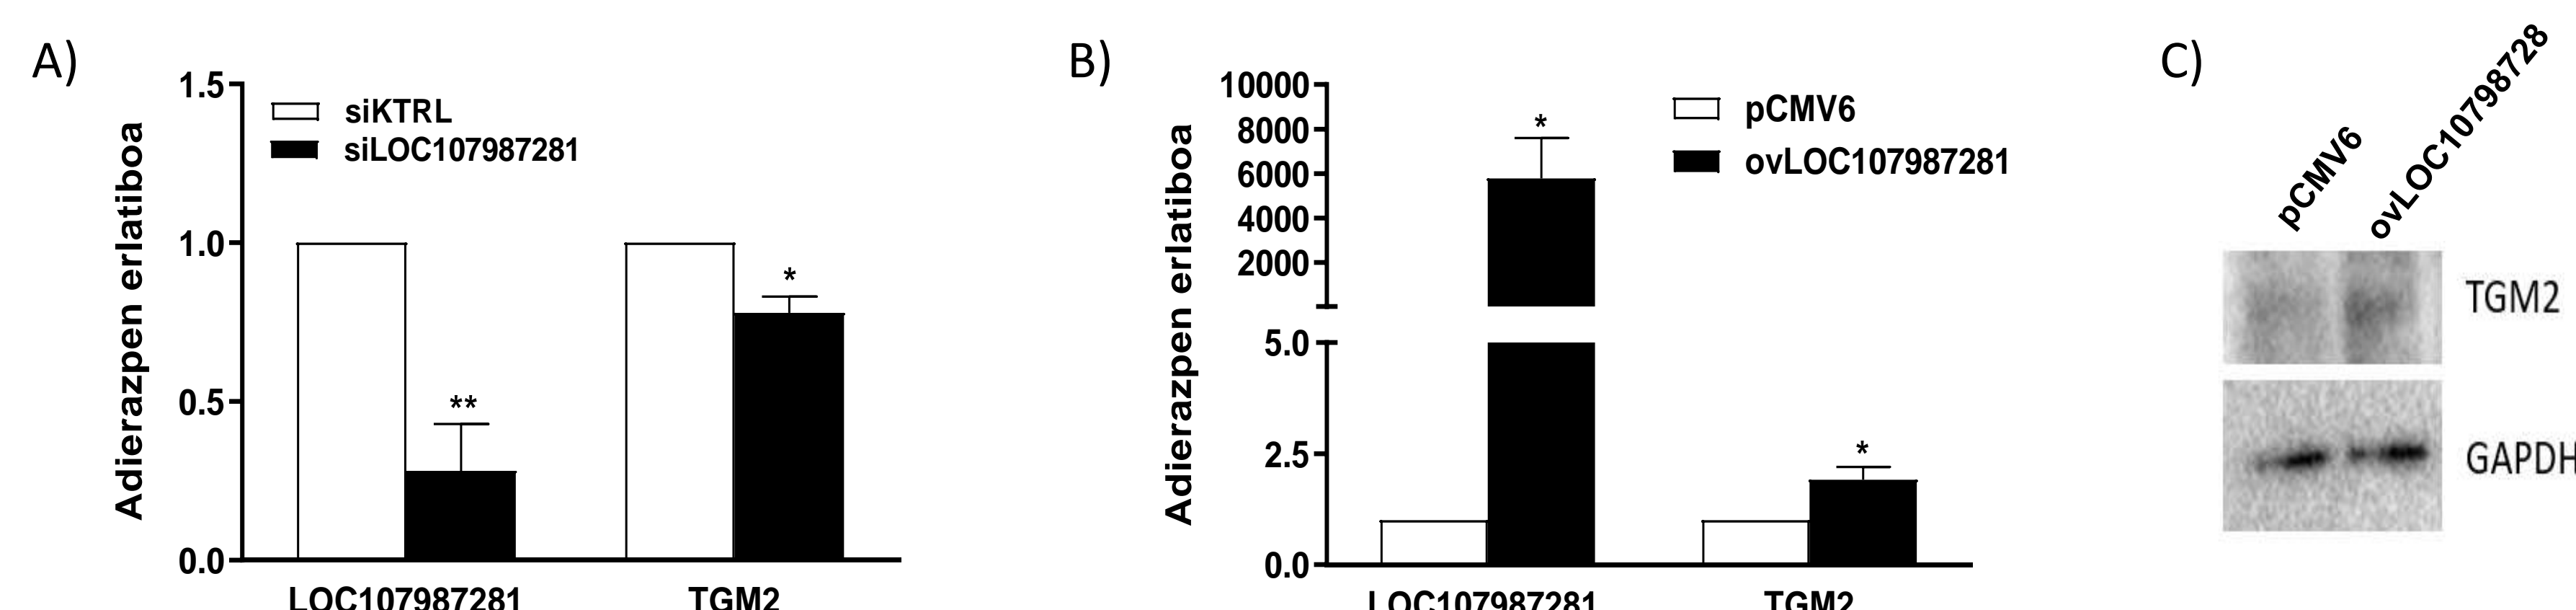 A)
Adierazpen erlatiboa
1.5
1.0
0.5
0.0
siKTRL
siLOC107987281
**
*
LOC107987281
TGM2
B)
Adierazpen erlatiboa
10000
8000
6000
4000
2000
5.0
2.5
0.0
pCMV6
ovLOC107987281
*
*
LOC107987281
TGM2
C)
pCMV6
ovLOC10798728
TGM2
GAPDH